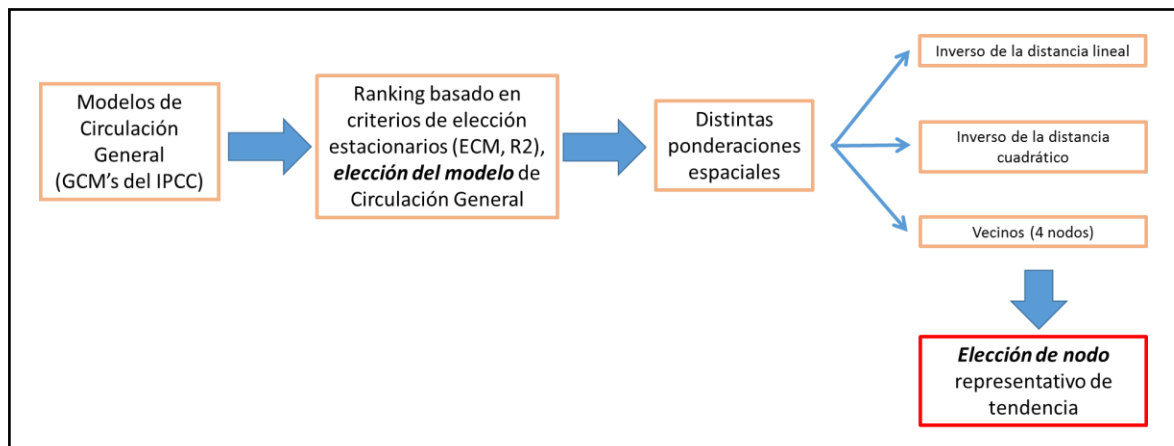 Modelos de
Circulación
General
(GCM's del IPCC)
Ranking basado en
criterios de elección
estacionarios (ECM, R2),
elección del modelo de
Circulación General
Distintas
ponderaciones
espaciales
Inverso de la distancia lineal
Inverso de la distancia
cuadrático
Vecinos (4 nodos)
Elección de nodo
representativo de
tendencia